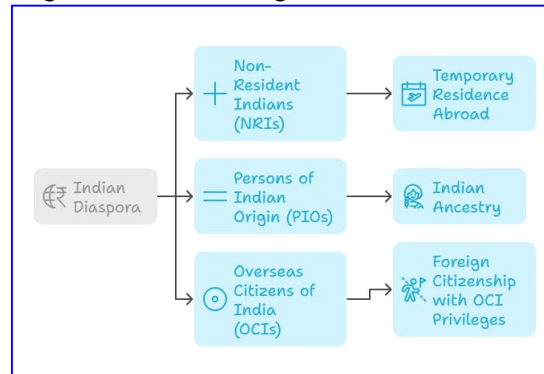 Non-
Resident
Indians
(NRIs)
Temporary
Residence
Abroad
Indian
Diaspora
Persons of
Indian
Origin (PIOs)
Indian
Ancestry
Overseas
Citizens of
India
(OCIs)
Foreign
Citizenship
with OCI
Privileges